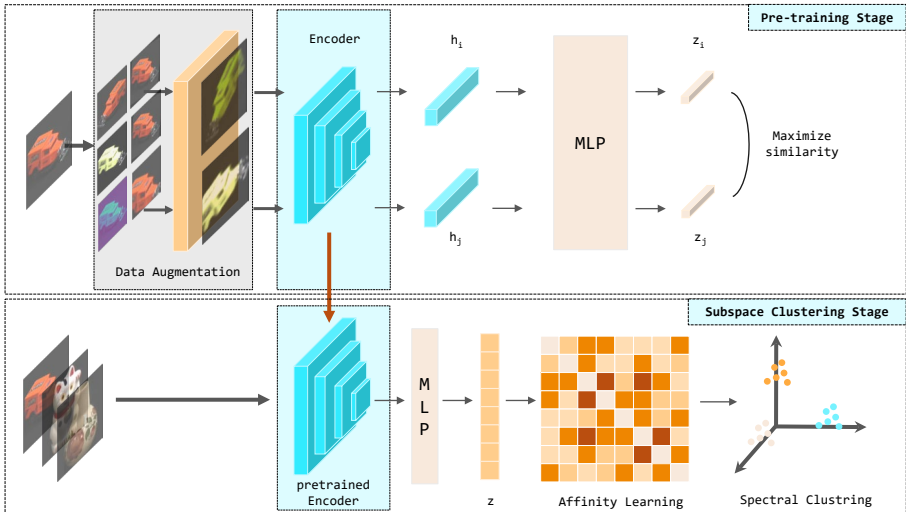 Pre-training Stage
Encoder
h_i
z_i
MLP
Maximize
similarity
h_j
z_j
Data Augmentation
Subspace Clustering Stage
M
L
P
pretrained
Encoder
z
Affinity Learning
Spectral Clustring